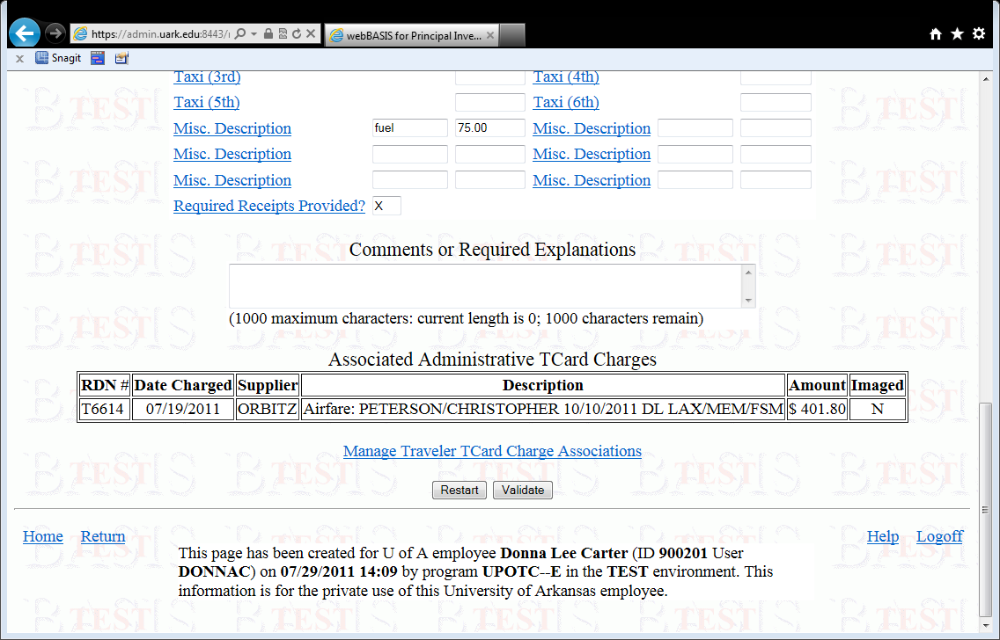 https://admin.uark.edu:8443/
webBASIS for Principal Inve...
x Snagit
Taxi (3rd) Taxi (4th)
Taxi (5th) Taxi (6th)
Misc. Description fuel 75.00 Misc. Description
Misc. Description Misc. Description
Misc. Description Misc. Description
Required Receipts Provided? X
Comments or Required Explanations
(1000 maximum characters: current length is 0; 1000 characters remain)
Associated Administrative TCard Charges
RDN # Date Charged Supplier Description Amount Imaged
T6614 07/19/2011 ORBITZ Airfare: PETERSON/CHRISTOPHER 10/10/2011 DL LAX/MEM/FSM $ 401.80 N
Manage Traveler TCard Charge Associations
Restart Validate
Home Return Help Logoff
This page has been created for U of A employee Donna Lee Carter (ID 900201 User
DONNAC) on 07/29/2011 14:09 by program UPOTC--E in the TEST environment. This
information is for the private use of this University of Arkansas employee.